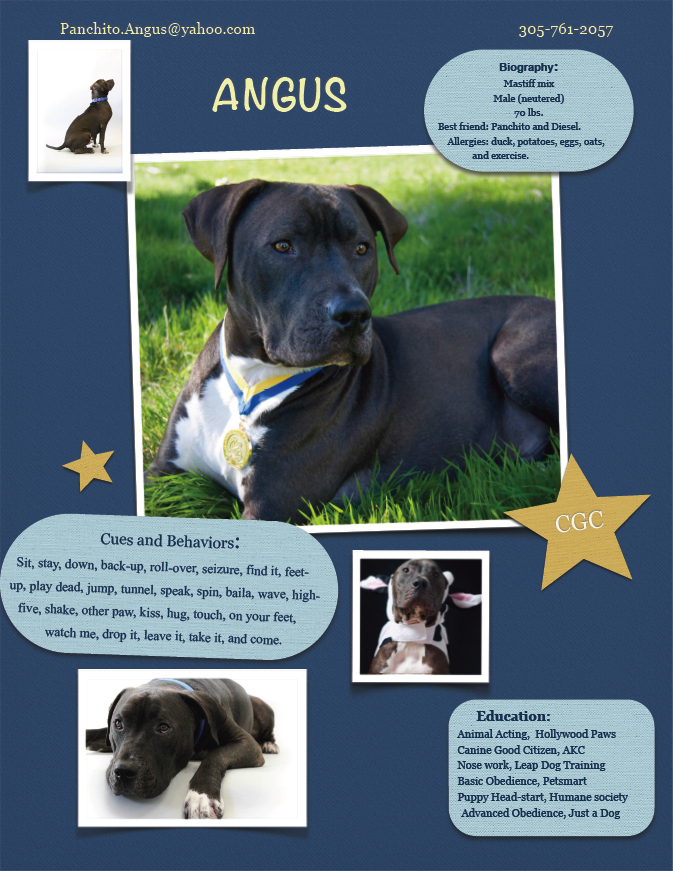 Panchito.Angus@yahoo.com
305-761-2057
ANGUS
Biography:
Mastiff mix
Male (neutered)
70 lbs.
Best friend: Panchito and Diesel.
Allergies: duck, potatoes, eggs, oats,
and exercise.
CGC
Cues and Behaviors:
Sit, stay, down, back-up, roll-over, seizure, find it, feet-
up, play dead, jump, tunnel, speak, spin, baila, wave, high-
five, shake, other paw, kiss, hug, touch, on your feet,
watch me, drop it, leave it, take it, and come.
Education:
Animal Acting, Hollywood Paws
Canine Good Citizen, AKC
Nose work, Leap Dog Training
Basic Obedience, Petsmart
Puppy Head-start, Humane society
Advanced Obedience, Just a Dog